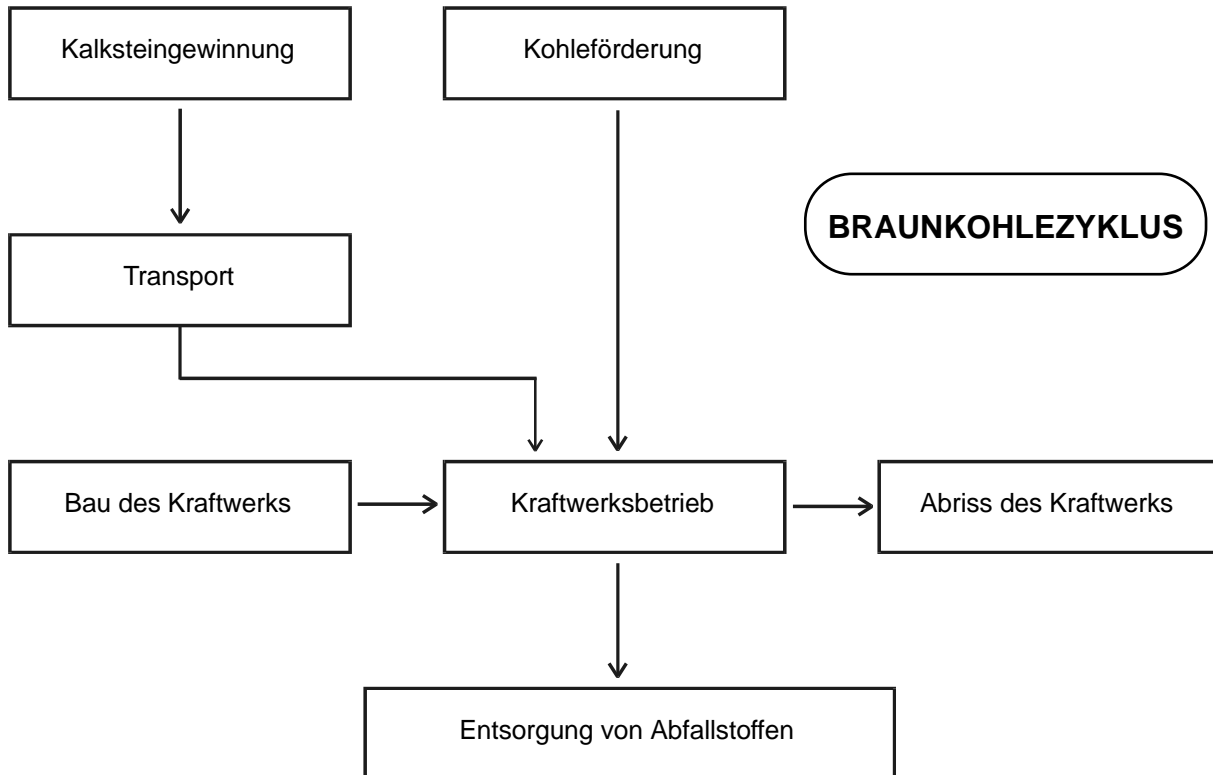 Kalksteingewinnung
Kohleförderung
BRAUNKOHLEZYKLUS
Transport
Bau des Kraftwerks
Kraftwerksbetrieb
Abriss des Kraftwerks
Entsorgung von Abfallstoffen